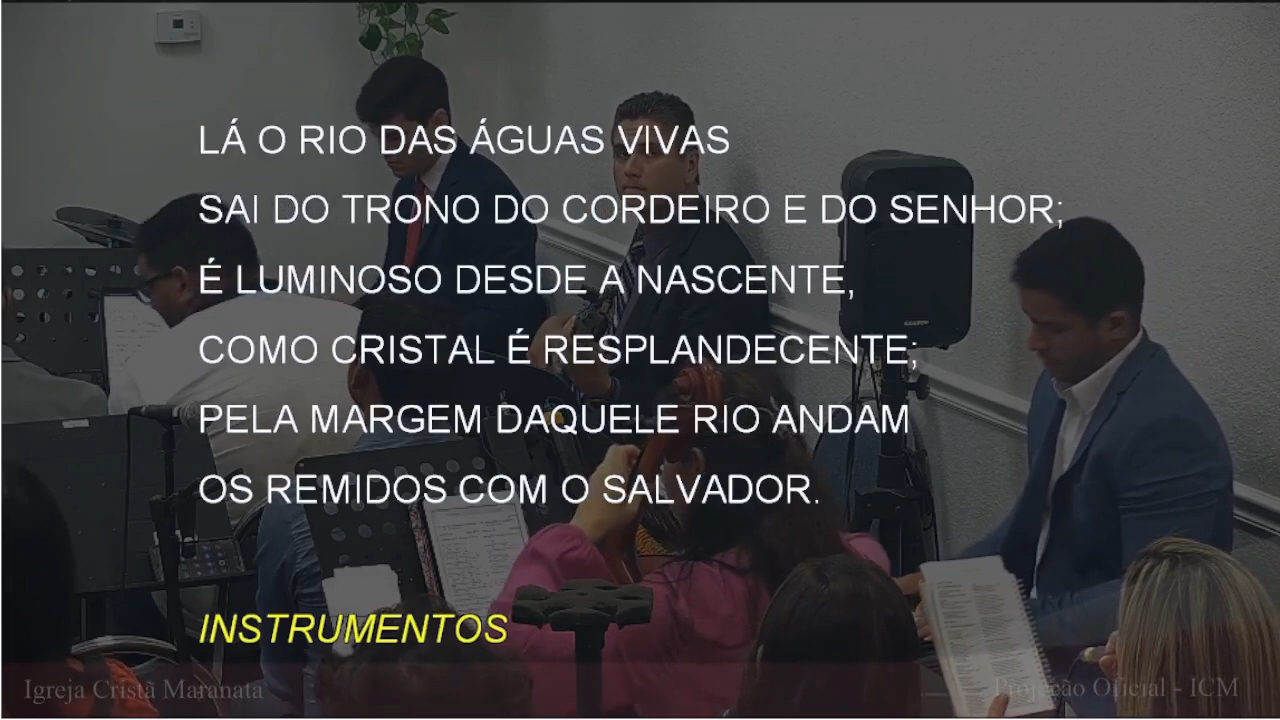 LÁ O RIO DAS ÁGUAS VIVAS
SAI DO TRONO DO CORDEIRO E DO SENHOR;
É LUMINOSO DESDE A NASCENTE,
COMO CRISTAL É RESPLANDECENTE;
PELA MARGEM DAQUELE RIO ANDAM
OS REMIDOS COM O SALVADOR.
INSTRUMENTOS
Igreja Cristã Maranata
Projeção Oficial - ICM